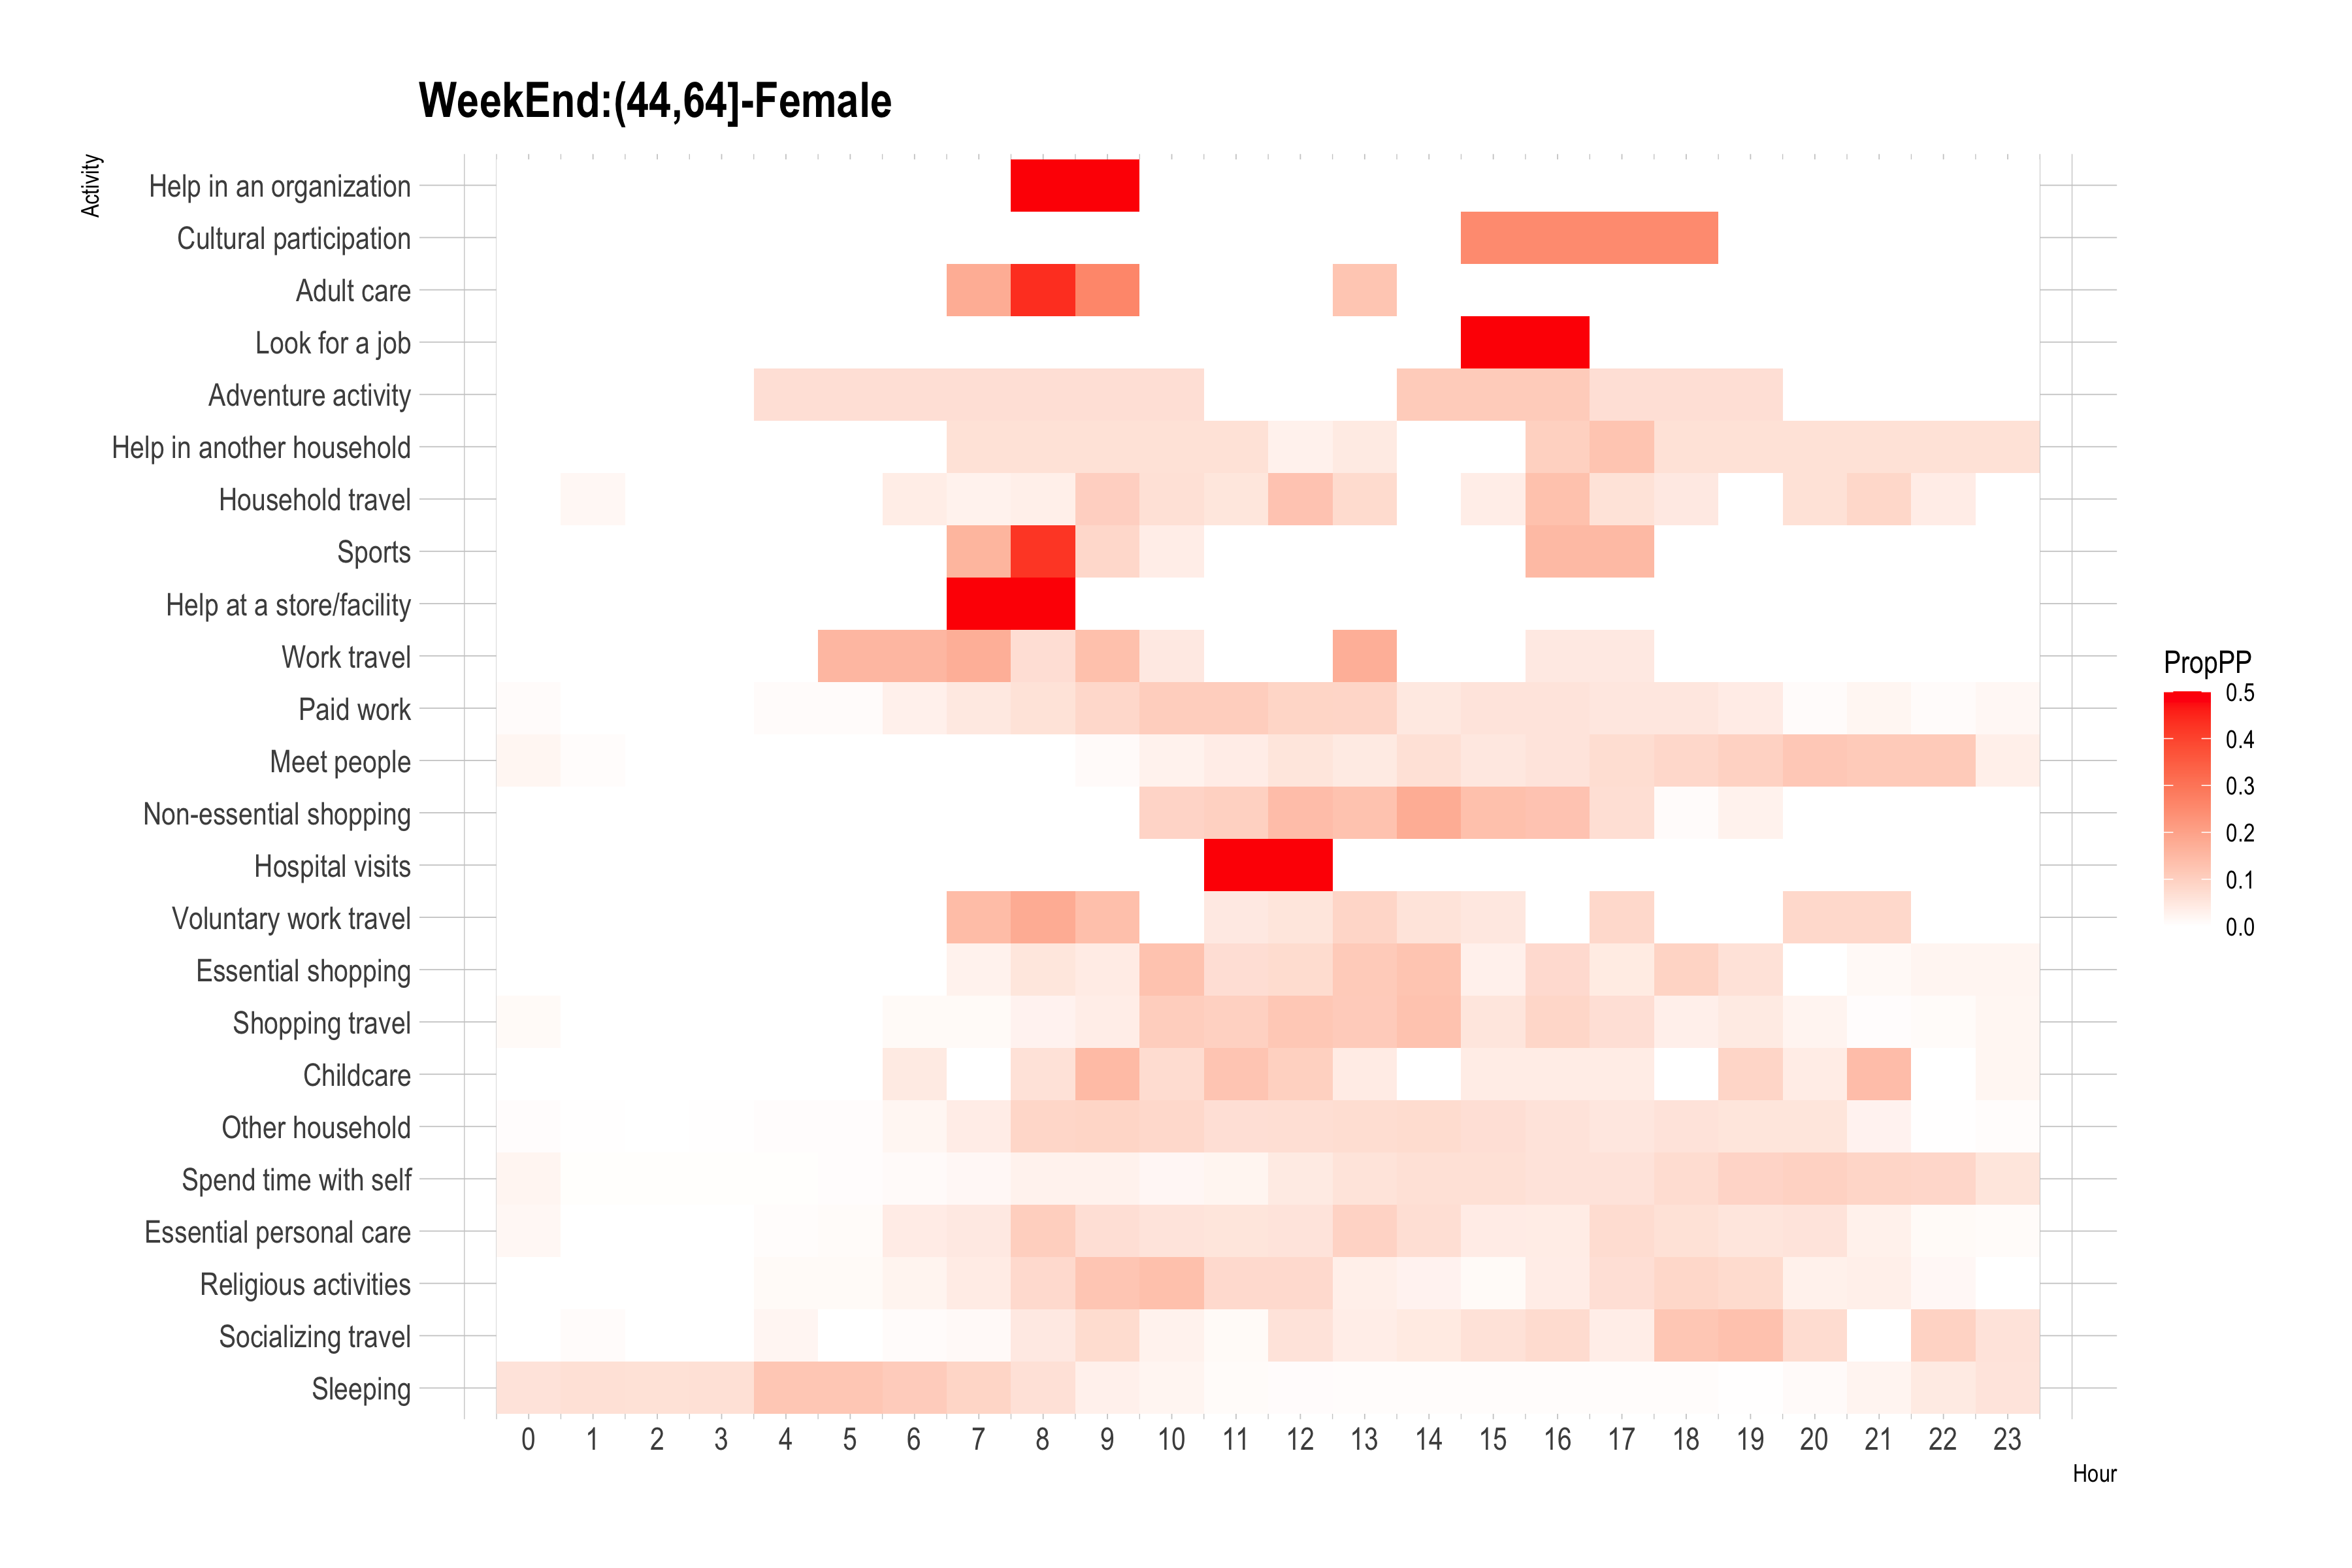 WeekEnd:(44,64]-Female
Activity
Help in an organization
Cultural participation
Adult care
Look for a job
Adventure activity
Help in another household
Household travel
Sports
Help at a store/facility
Work travel
Paid work
Meet people
Non-essential shopping
Hospital visits
Voluntary work travel
Essential shopping
Shopping travel
Childcare
Other household
Spend time with self
Essential personal care
Religious activities
Socializing travel
Sleeping
0 1 2 3 4 5 6 7 8 9 10 11 12 13 14 15 16 17 18 19 20 21 22 23
Hour
PropPP
0.5
0.4
0.3
0.2
0.1
0.0